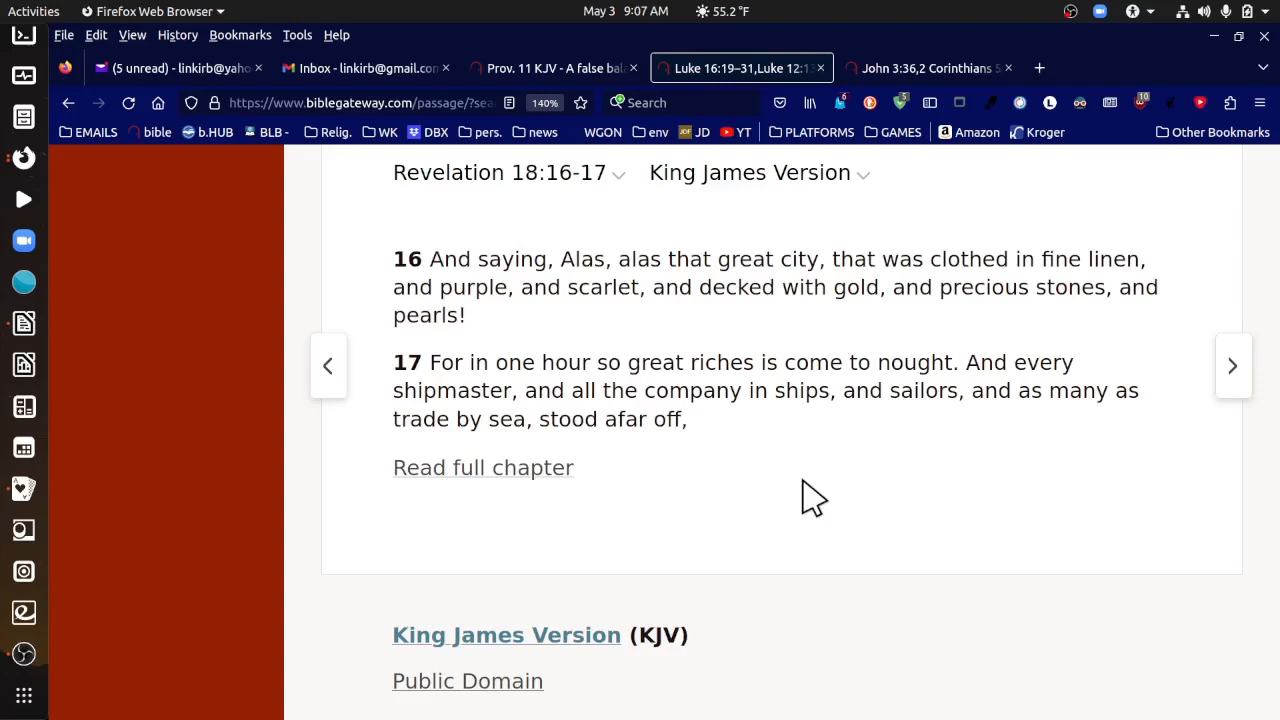 Activities
Firefox Web Browser
May 3 9:07 AM
55.2 °F
File Edit View History Bookmarks Tools Help
(5 unread) - linkirb@yaho
Inbox - linkirb@gmail.co
Prov. 11 KJV - A false bal
Luke 16:19–31,Luke 12:1
John 3:36,2 Corinthians 5
https://www.biblegateway.com/passage/?sea
140%
Search
6
5
10
EMAILS
bible
b.HUB
BLB -
Relig.
WK
DBX
pers.
news
WGON
env
JD
YT
PLATFORMS
GAMES
Amazon
Kroger
Other Bookmarks
Revelation 18:16-17 King James Version
16 And saying, Alas, alas that great city, that was clothed in fine linen,
and purple, and scarlet, and decked with gold, and precious stones, and
pearls!
17 For in one hour so great riches is come to nought. And every
shipmaster, and all the company in ships, and sailors, and as many as
trade by sea, stood afar off,
Read full chapter
King James Version (KJV)
Public Domain